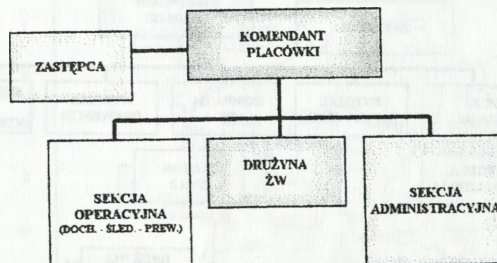 KOMENDANT
PLACÓWKI
ZASTĘPCA
DRUŻYNA
ŻW
SEKCJA
OPERACYJNA
(DOCH. - ŚLED. - PREW.)
SEKCJA
ADMINISTRACYJNA